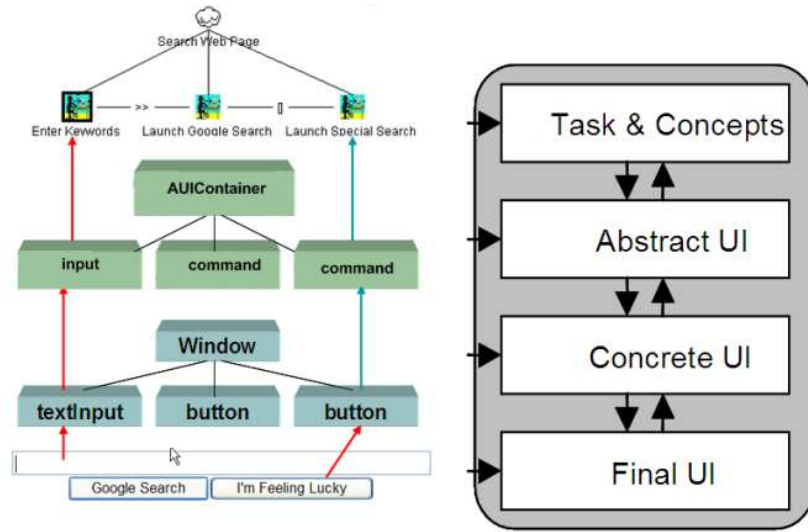 Search Web Page
>>
[]
Enter Keywords
Launch Google Search
Launch Special Search
AUIContainer
input
command
command
Window
textInput
button
button
Google Search
I'm Feeling Lucky
Task & Concepts
Abstract UI
Concrete UI
Final UI